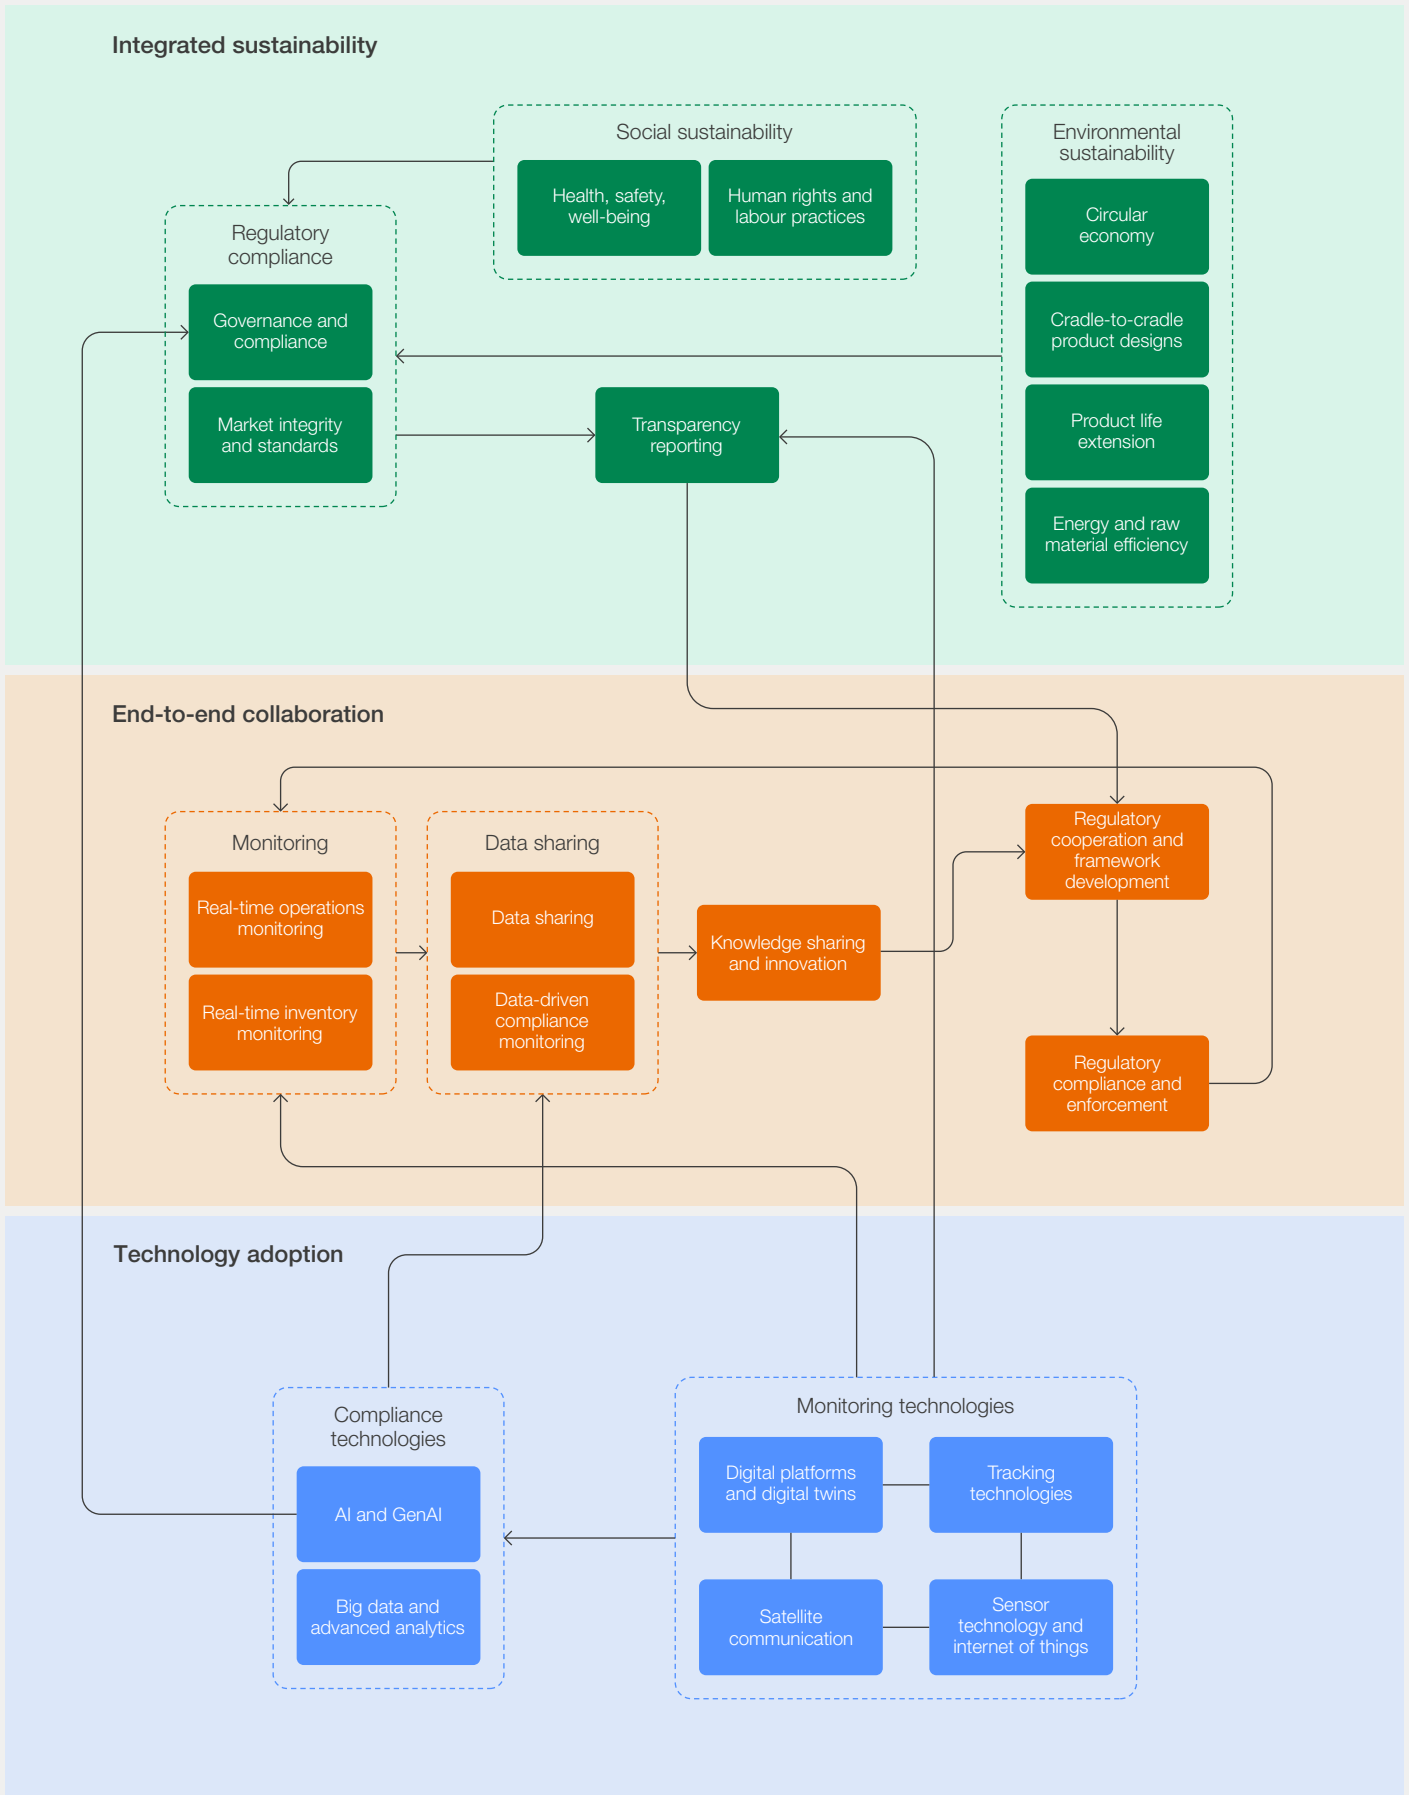 Integrated sustainability
Social sustainability
Health, safety,
well-being
Human rights and
labour practices
Environmental
sustainability
Circular
economy
Cradle-to-cradle
product designs
Product life
extension
Energy and raw
material efficiency
Regulatory
compliance
Governance and
compliance
Market integrity
and standards
Transparency
reporting
End-to-end collaboration
Monitoring
Real-time operations
monitoring
Real-time inventory
monitoring
Data sharing
Data sharing
Data-driven
compliance
monitoring
Knowledge sharing
and innovation
Regulatory
cooperation and
framework
development
Regulatory
compliance and
enforcement
Technology adoption
Compliance
technologies
AI and GenAI
Big data and
advanced analytics
Monitoring technologies
Digital platforms
and digital twins
Tracking
technologies
Satellite
communication
Sensor
technology and
internet of things